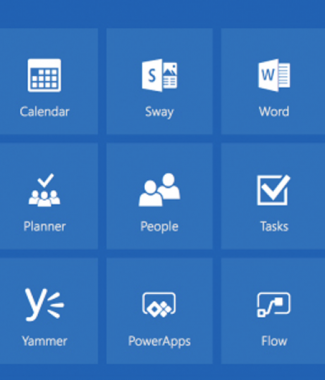 Calendar
S
Sway
W
Word
Planner
People
Tasks
Yammer
PowerApps
Flow